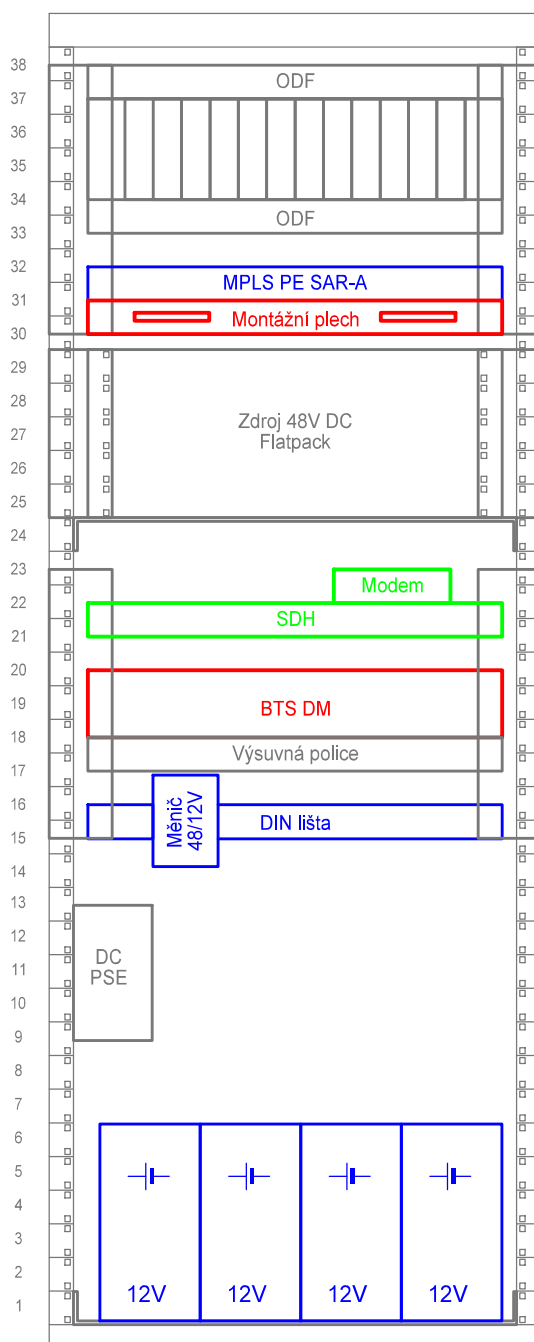 38
ODF
37
36
35
34
ODF
33
32
MPLS PE SAR-A
31
Montážní plech
30
29
28
Zdroj 48V DC
27
Flatpack
26
25
24
23
Modem
22
SDH
21
20
19
BTS DM
18
Výsuvná police
17
16
Měnič
48/12V
DIN lišta
15
14
13
12
DC
11
PSE
10
9
8
7
6
5
4
3
2
12V 12V 12V 12V
1